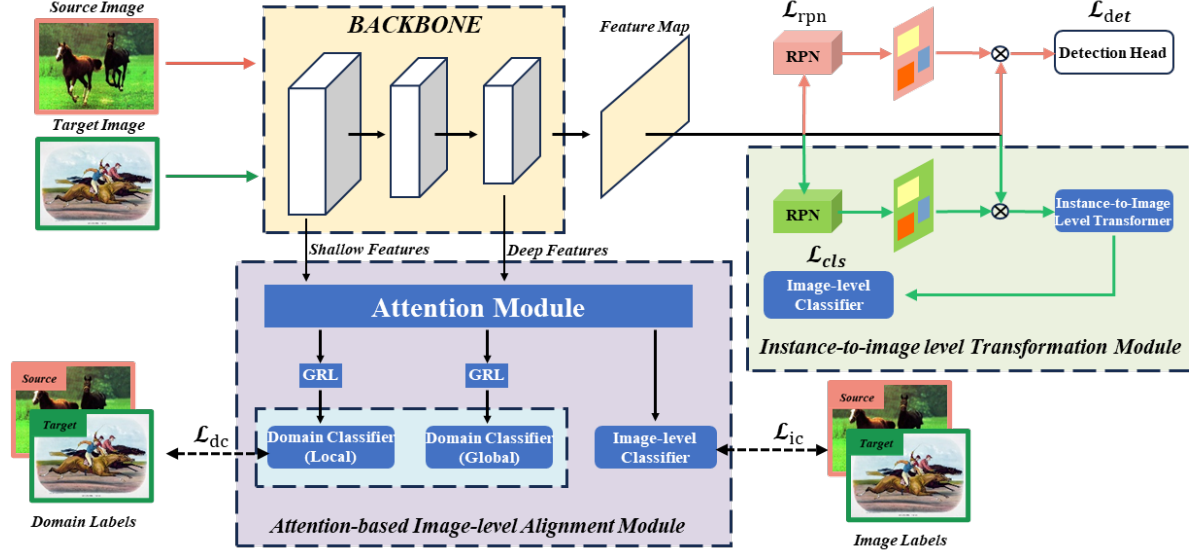 Source Image
BACKBONE
Feature Map
Target Image
ℒrpn
RPN
ℒdet
Detection Head
RPN
Instance-to-Image
Level Transformer
ℒcls
Image-level
Classifier
Instance-to-image level Transformation Module
Shallow Features
Deep Features
Attention Module
GRL
GRL
Domain Classifier
(Local)
Domain Classifier
(Global)
Image-level
Classifier
Attention-based Image-level Alignment Module
Source
Target
ℒdc
Domain Labels
ℒic
Source
Target
Image Labels